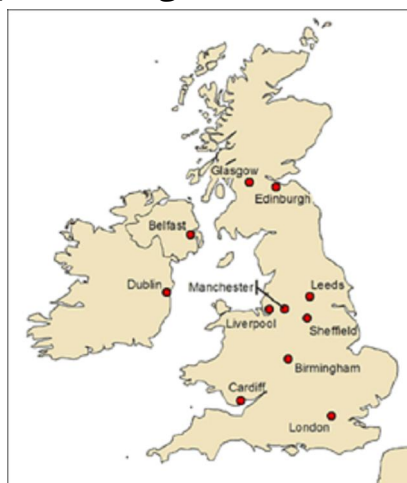 Glasgow
Edinburgh
Belfast
Dublin
Manchester
Leeds
Liverpool
Sheffield
Birmingham
Cardiff
London